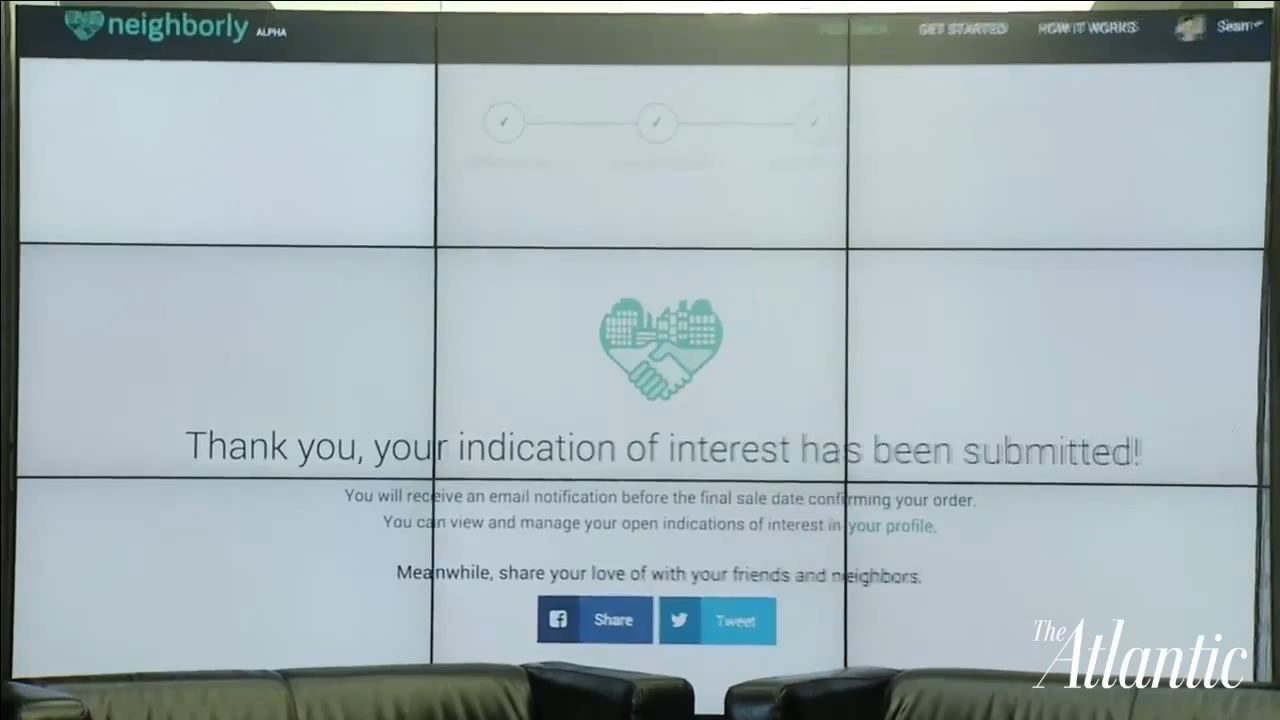 neighborly ALPHA
GET STARTED HOW IT WORKS Sean
Thank you, your indication of interest has been submitted!
You will receive an email notification before the final sale date confirming your order.
You can view and manage your open indications of interest in your profile.
Meanwhile, share your love of with your friends and neighbors.
Share Tweet
The Atlantic